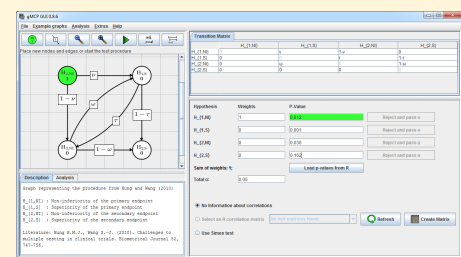 gMCP GUI 0.8.6
File Example graphs Analysis Extras Help
Place new nodes and edges or start the test procedure
H_{1,NI}
1
ν
H_{1,S}
0
1-ν
ω
τ
1-τ
H_{2,NI}
0
1-ω
H_{2,S}
0
Description Analysis
Graph representing the procedure from Hung and Wang (2010)
H_{1,NI} : Non-inferiority of the primary endpoint
H_{1,S} : Superiority of the primary endpoint
H_{2,NI} : Non-inferiority of the secondary endpoint
H_{2,S} : Superiority of the secondary endpoint
Literature: Hung H.M.J., Wang S.-J. (2010). Challenges to
multiple testing in clinical trials. Biometrical Journal 52,
747-756.
Transition Matrix
H_{1,NI} H_{1,S} H_{2,NI} H_{2,S}
H_{1,NI} 1-ν 0
H_{1,S} 0 1-τ
H_{2,NI} 0 1-ω
H_{2,S} 0 0 0
Hypothesis Weights P-Value
H_{1,NI} 1 0.012 Reject and pass α
H_{1,S} 0 0.001 Reject and pass α
H_{2,NI} 0 0.030 Reject and pass α
H_{2,S} 0 0.162 Reject and pass α
Sum of weights: 1; Load p-values from R
Total α: 0.05
No information about correlations
Select an R correlation matrix
Refresh
Create Matrix
Use Simes test